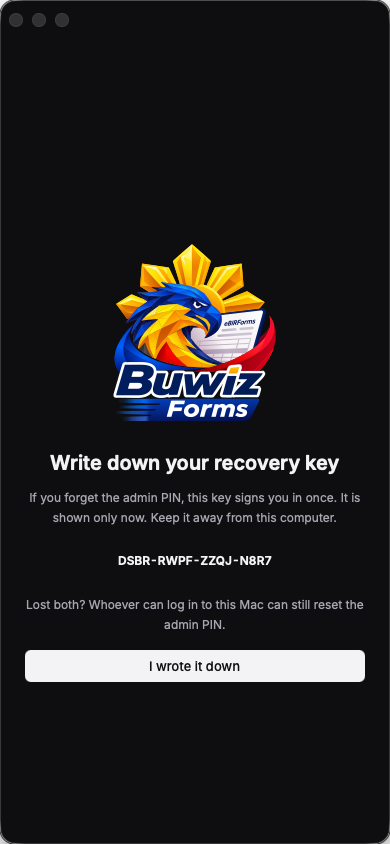 eBIRForms
Buwiz
Forms
Write down your recovery key
If you forget the admin PIN, this key signs you in once. It is
shown only now. Keep it away from this computer.
DSBR-RWPF-ZZQJ-N8R7
Lost both? Whoever can log in to this Mac can still reset the
admin PIN.
I wrote it down